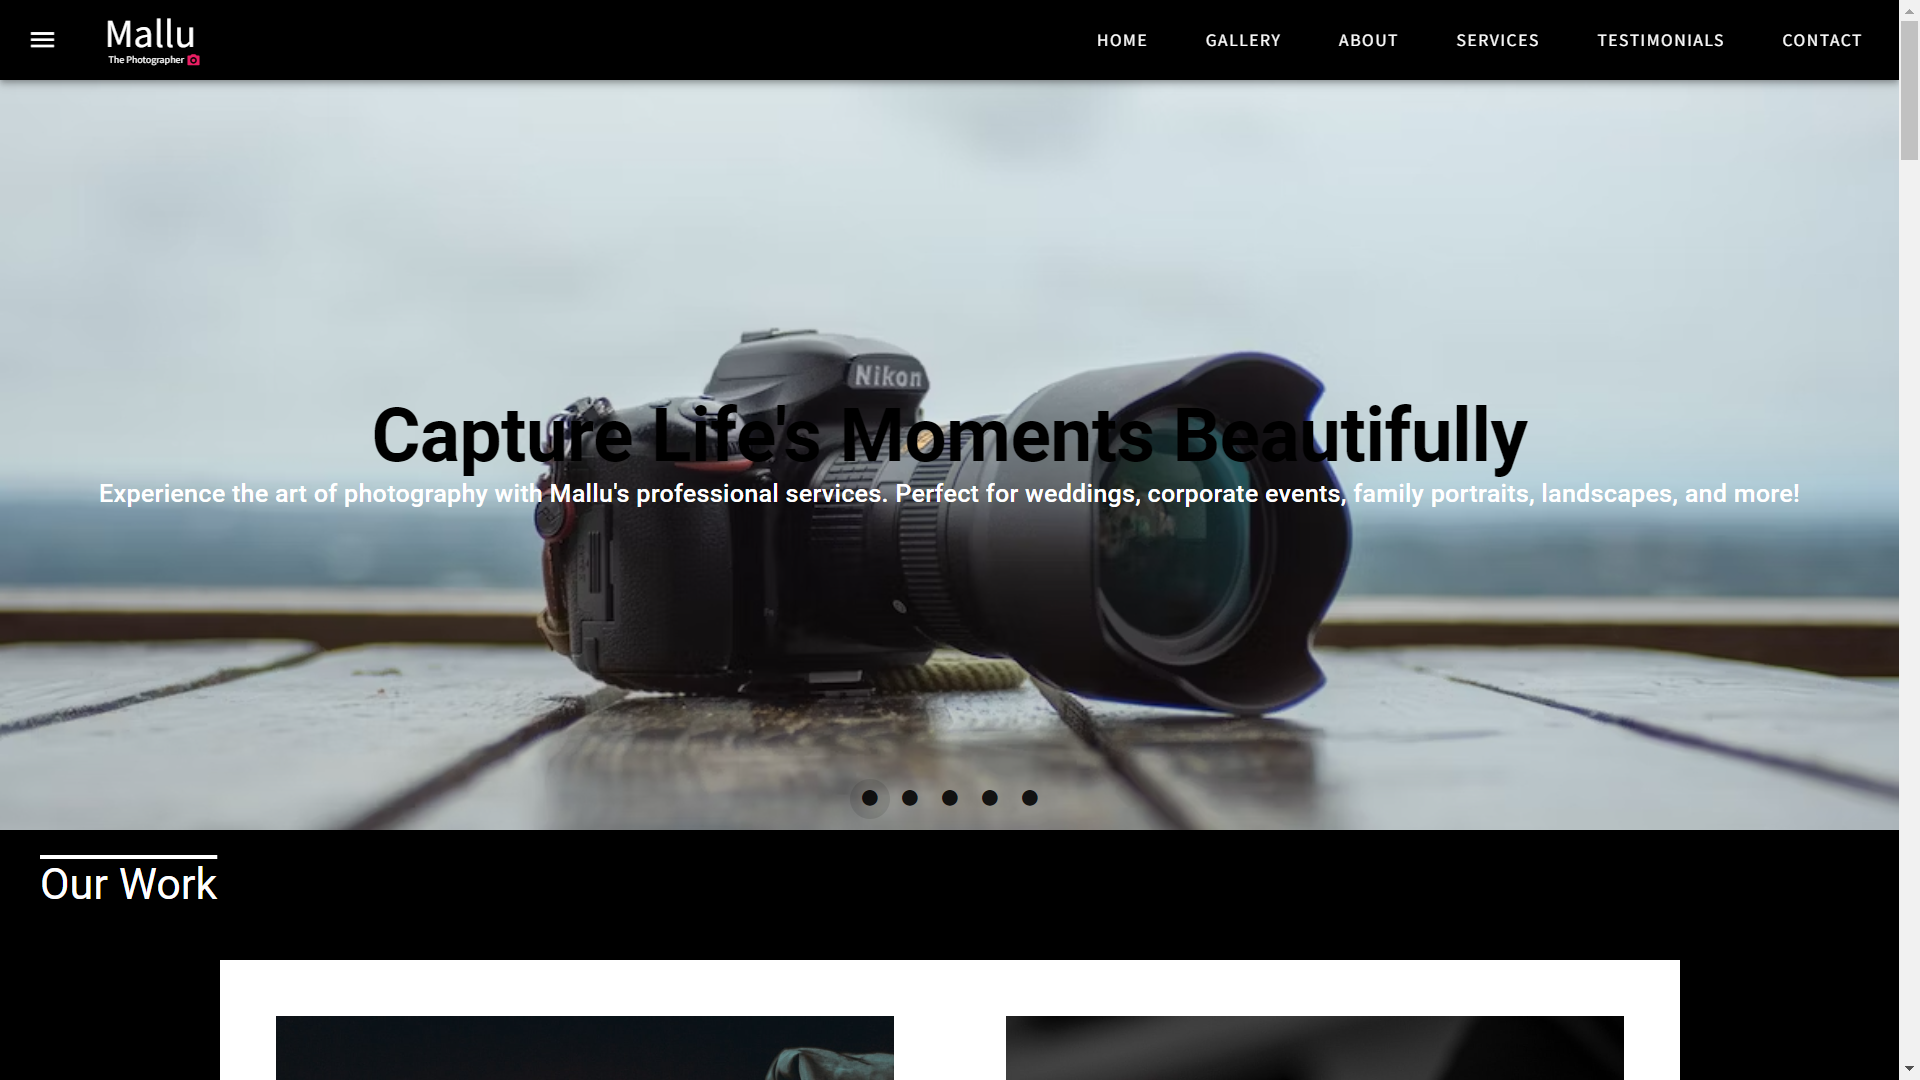 Mallu
The Photographer
HOME GALLERY ABOUT SERVICES TESTIMONIALS CONTACT
Nikon
Capture Life's Moments Beautifully
Experience the art of photography with Mallu's professional services. Perfect for weddings, corporate events, family portraits, landscapes, and more!
Our Work